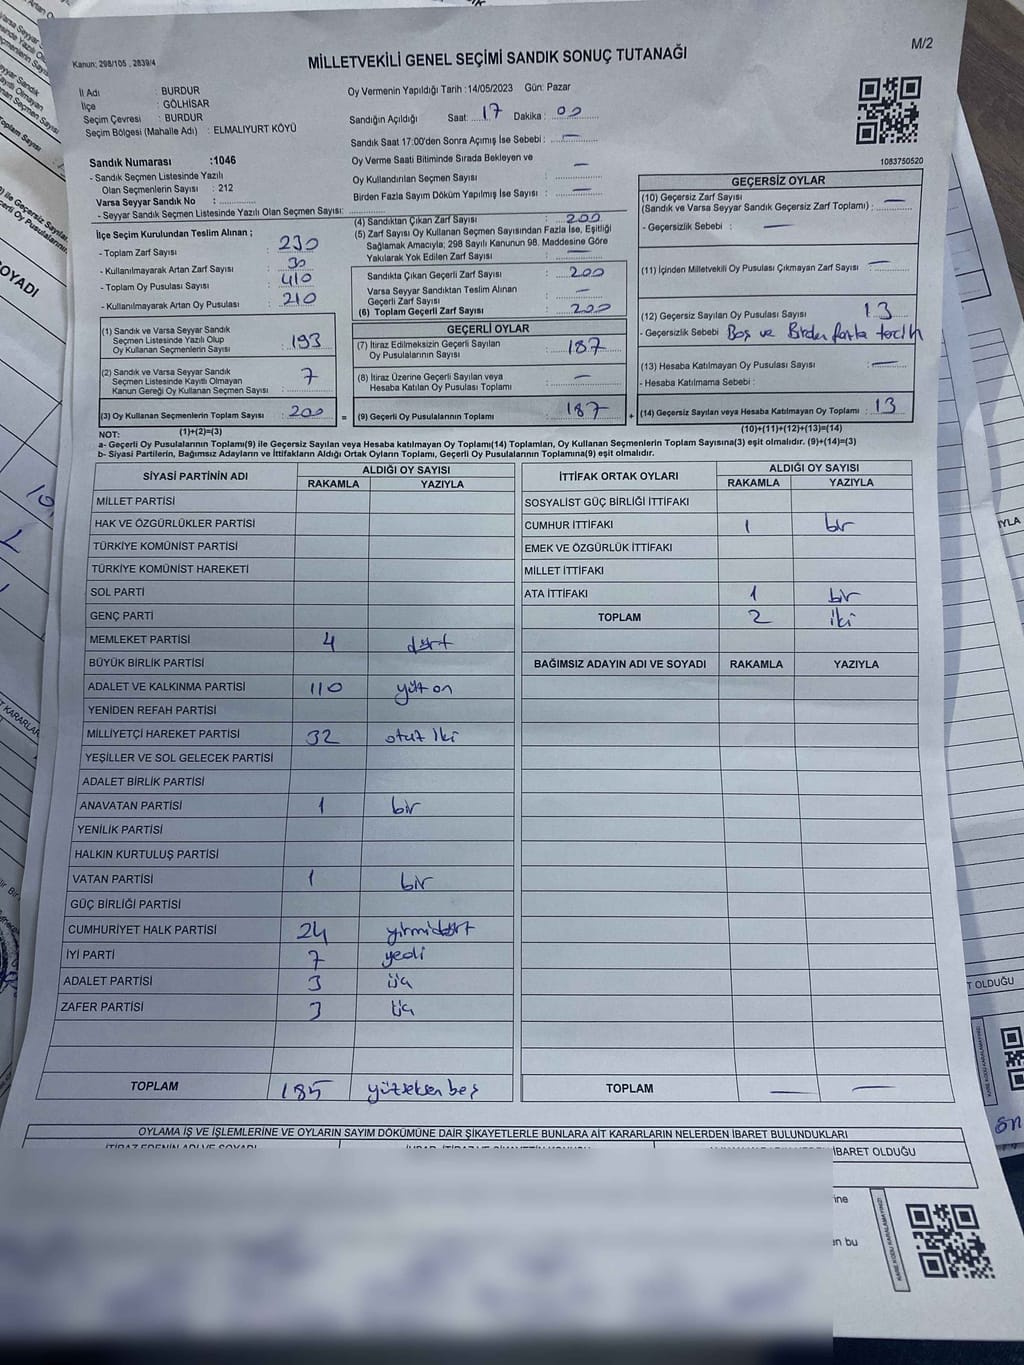 M/2
Kanun: 298/105 , 2839/4
MİLLETVEKİLİ GENEL SEÇİMİ SANDIK SONUÇ TUTANAĞI
İl Adı : BURDUR
İlçe : GÖLHİSAR
Seçim Çevresi : BURDUR
Seçim Bölgesi (Mahalle Adı) : ELMALIYURT KÖYÜ
Oy Vermenin Yapıldığı Tarih :14/05/2023 Gün: Pazar
Sandığın Açıldığı Saat: 17 Dakika : 00
Sandık Saat 17:00'den Sonra Açımış İse Sebebi : —
Oy Verme Saati Bitiminde Sırada Bekleyen ve
Oy Kullandırılan Seçmen Sayısı : —
Birden Fazla Sayım Döküm Yapılmış İse Sayısı : —
1083750520
Sandık Numarası :1046
- Sandık Seçmen Listesinde Yazılı
Olan Seçmenlerin Sayısı : 212
Varsa Seyyar Sandık No :
- Seyyar Sandık Seçmen Listesinde Yazılı Olan Seçmen Sayısı:
İlçe Seçim Kurulundan Teslim Alınan ;
- Toplam Zarf Sayısı : 230
- Kullanılmayarak Artan Zarf Sayısı : 30
- Toplam Oy Pusulası Sayısı : 410
- Kullanılmayarak Artan Oy Pusulası : 210
(1) Sandık ve Varsa Seyyar Sandık
Seçmen Listesinde Yazılı Olup
Oy Kullanan Seçmenlerin Sayısı : 193
(2) Sandık ve Varsa Seyyar Sandık
Seçmen Listesinde Kayıtlı Olmayan
Kanun Gereği Oy Kullanan Seçmen Sayısı : 7
(3) Oy Kullanan Seçmenlerin Toplam Sayısı : 200
(1)+(2)=(3)
(4) Sandıktan Çıkan Zarf Sayısı : 200
(5) Zarf Sayısı Oy Kullanan Seçmen Sayısından Fazla İse, Eşitliği
Sağlamak Amacıyla; 298 Sayılı Kanunun 98. Maddesine Göre
Yakılarak Yok Edilen Zarf Sayısı : —
Sandıkta Çıkan Geçerli Zarf Sayısı : 200
Varsa Seyyar Sandıktan Teslim Alınan
Geçerli Zarf Sayısı : —
(6) Toplam Geçerli Zarf Sayısı : 200
GEÇERLİ OYLAR
(7) İtiraz Edilmeksizin Geçerli Sayılan
Oy Pusulalarının Sayısı : 187
(8) İtiraz Üzerine Geçerli Sayılan veya
Hesaba Katılan Oy Pusulası Toplamı : —
= (9) Geçerli Oy Pusulalarının Toplamı : 187 +
GEÇERSİZ OYLAR
(10) Geçersiz Zarf Sayısı
(Sandık ve Varsa Seyyar Sandık Geçersiz Zarf Toplamı) : —
- Geçersizlik Sebebi : —
(11) İçinden Milletvekili Oy Pusulası Çıkmayan Zarf Sayısı : —
(12) Geçersiz Sayılan Oy Pusulası Sayısı : 13
- Geçersizlik Sebebi : Boş ve Birden fazla tercih
(13) Hesaba Katılmayan Oy Pusulası Sayısı : —
- Hesaba Katılmama Sebebi :
(14) Geçersiz Sayılan veya Hesaba Katılmayan Oy Toplamı : 13
(10)+(11)+(12)+(13)=(14)
NOT:
a- Geçerli Oy Pusulalarının Toplamı(9) ile Geçersiz Sayılan veya Hesaba katılmayan Oy Toplamı(14) Toplamları, Oy Kullanan Seçmenlerin Toplam Sayısına(3) eşit olmalıdır. (9)+(14)=(3)
b- Siyasi Partilerin, Bağımsız Adayların ve İttifakların Aldığı Ortak Oyların Toplamı, Geçerli Oy Pusulalarının Toplamına(9) eşit olmalıdır.
SİYASİ PARTİNİN ADI ALDIĞI OY SAYISI
RAKAMLA YAZIYLA
MİLLET PARTİSİ
HAK VE ÖZGÜRLÜKLER PARTİSİ
TÜRKİYE KOMÜNİST PARTİSİ
TÜRKİYE KOMÜNİST HAREKETİ
SOL PARTİ
GENÇ PARTİ
MEMLEKET PARTİSİ 4 dört
BÜYÜK BİRLİK PARTİSİ
ADALET VE KALKINMA PARTİSİ 110 yüz on
YENİDEN REFAH PARTİSİ
MİLLİYETÇİ HAREKET PARTİSİ 32 otuz iki
YEŞİLLER VE SOL GELECEK PARTİSİ
ADALET BİRLİK PARTİSİ
ANAVATAN PARTİSİ 1 bir
YENİLİK PARTİSİ
HALKIN KURTULUŞ PARTİSİ
VATAN PARTİSİ 1 bir
GÜÇ BİRLİĞİ PARTİSİ
CUMHURİYET HALK PARTİSİ 24 yirmidört
İYİ PARTİ 7 yedi
ADALET PARTİSİ 3 üç
ZAFER PARTİSİ 3 üç
TOPLAM 185 yüzseksen beş
İTTİFAK ORTAK OYLARI ALDIĞI OY SAYISI
RAKAMLA YAZIYLA
SOSYALİST GÜÇ BİRLİĞİ İTTİFAKI
CUMHUR İTTİFAKI 1 bir
EMEK VE ÖZGÜRLÜK İTTİFAKI
MİLLET İTTİFAKI
ATA İTTİFAKI 1 bir
TOPLAM 2 iki
BAĞIMSIZ ADAYIN ADI VE SOYADI RAKAMLA YAZIYLA
TOPLAM — —
OYLAMA İŞ VE İŞLEMLERİNE VE OYLARIN SAYIM DÖKÜMÜNE DAİR ŞİKAYETLERLE BUNLARA AİT KARARLARIN NELERDEN İBARET BULUNDUKLARI
İTİRAZ EDENİN ADI VE SOYADI
İBARET OLDUĞU
KARE KODU KARALAMAYINIZ!
T OLDUĞU